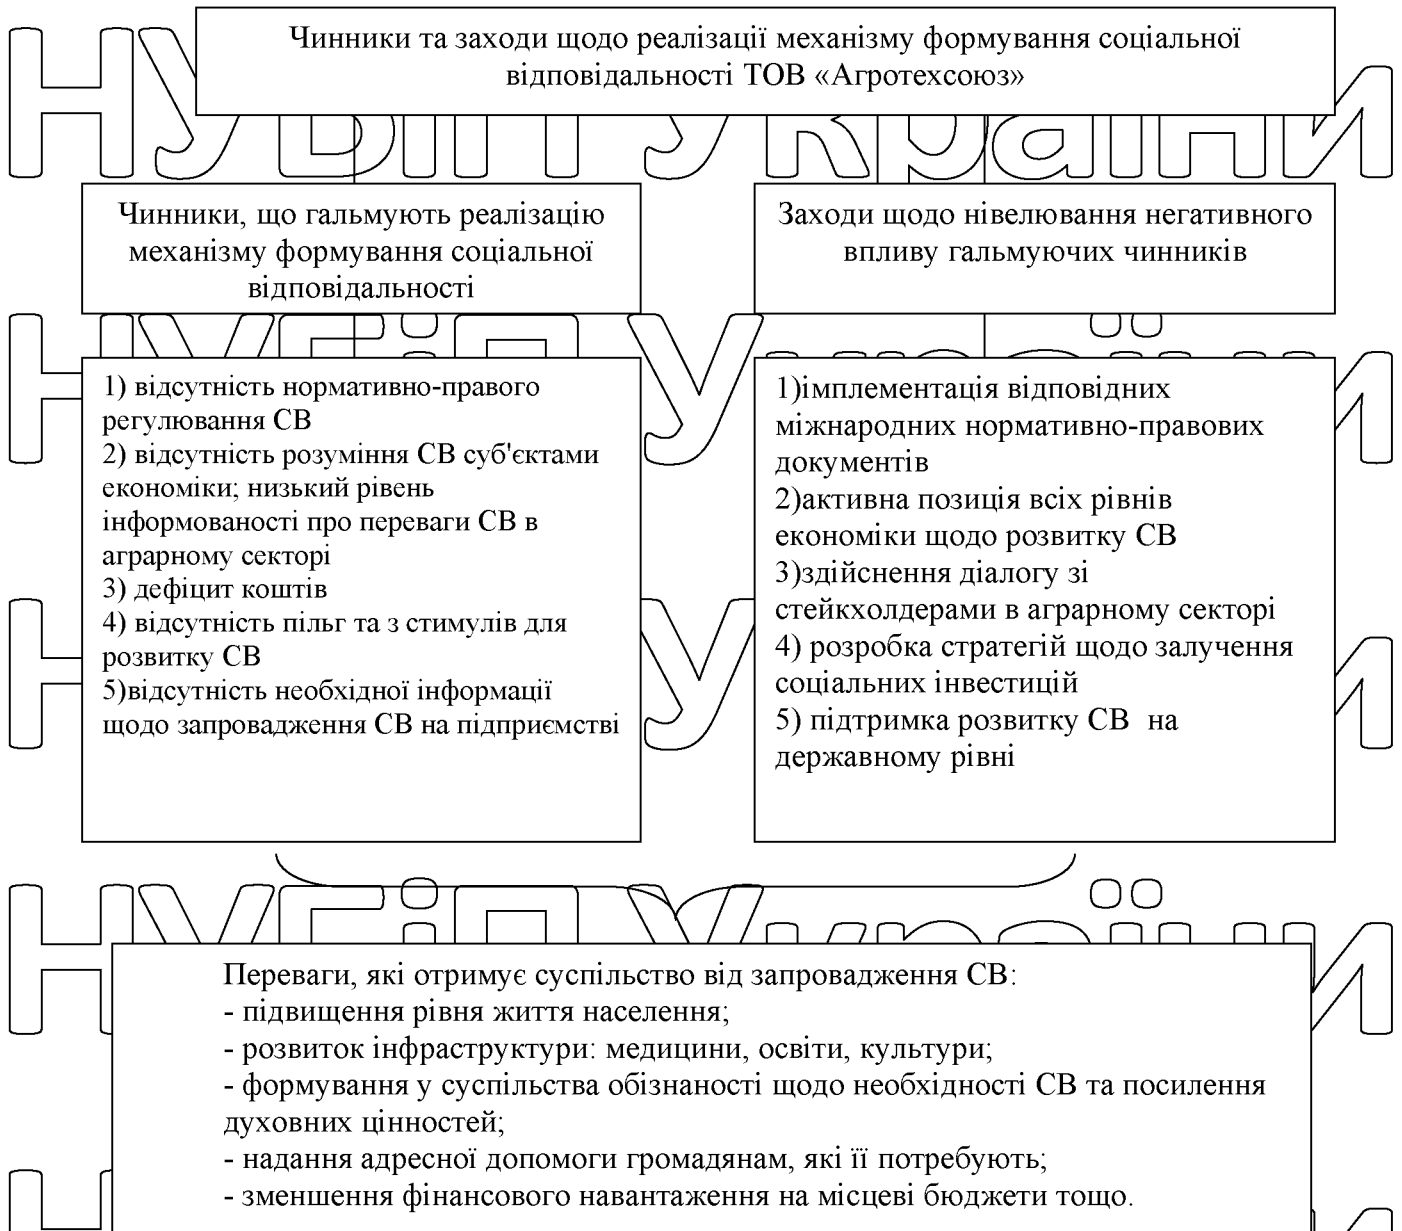 Чинники та заходи щодо реалізації механізму формування соціальної
відповідальності ТОВ «Агротехсоюз»
НУБІП України
Чинники, що гальмують реалізацію
механізму формування соціальної
відповідальності
Заходи щодо нівелювання негативного
впливу гальмуючих чинників
НУБіП України
1) відсутність нормативно-правого
регулювання СВ
2) відсутність розуміння СВ суб'єктами
економіки; низький рівень
інформованості про переваги СВ в
аграрному секторі
3) дефіцит коштів
4) відсутність пільг та з стимулів для
розвитку СВ
5)відсутність необхідної інформації
щодо запровадження СВ на підприємстві
1)імплементація відповідних
міжнародних нормативно-правових
документів
2)активна позиція всіх рівнів
економіки щодо розвитку СВ
3)здійснення діалогу зі
стейкхолдерами в аграрному секторі
4) розробка стратегій щодо залучення
соціальних інвестицій
5) підтримка розвитку СВ на
державному рівні
НУБіП України
Переваги, які отримує суспільство від запровадження СВ:
- підвищення рівня життя населення;
- розвиток інфраструктури: медицини, освіти, культури;
- формування у суспільства обізнаності щодо необхідності СВ та посилення
духовних цінностей;
- надання адресної допомоги громадянам, які її потребують;
- зменшення фінансового навантаження на місцеві бюджети тощо.